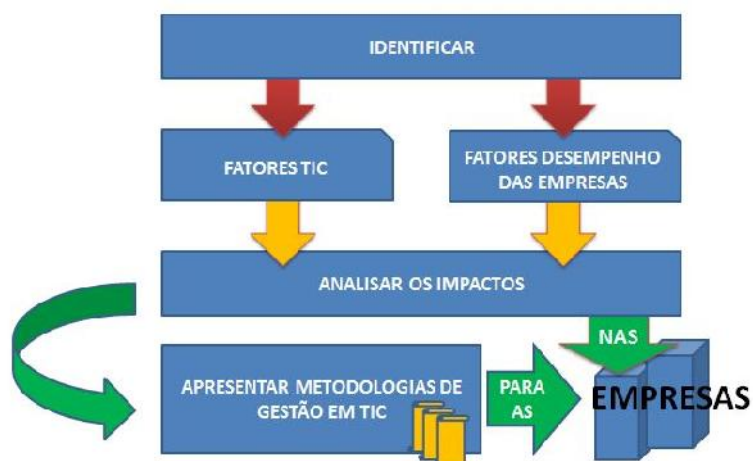 IDENTIFICAR
FATORES TIC
FATORES DESEMPENHO
DAS EMPRESAS
ANALISAR OS IMPACTOS
NAS
APRESENTAR METODOLOGIAS DE
GESTÃO EM TIC
PARA
AS
EMPRESAS